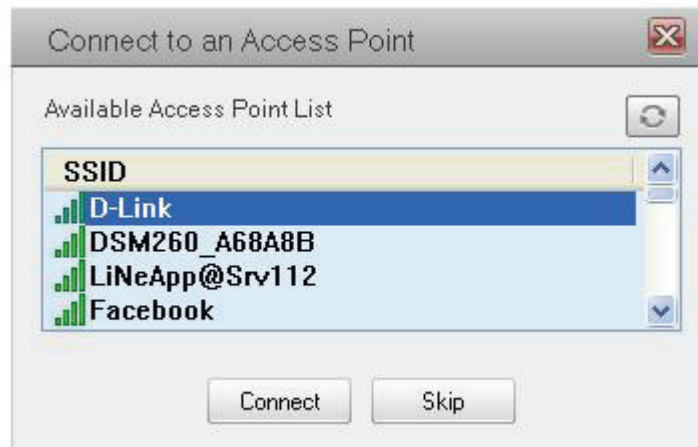 Connect to an Access Point
Available Access Point List
SSID
D-Link
DSM260_A68A8B
LiNeApp@Srv112
Facebook
Connect Skip